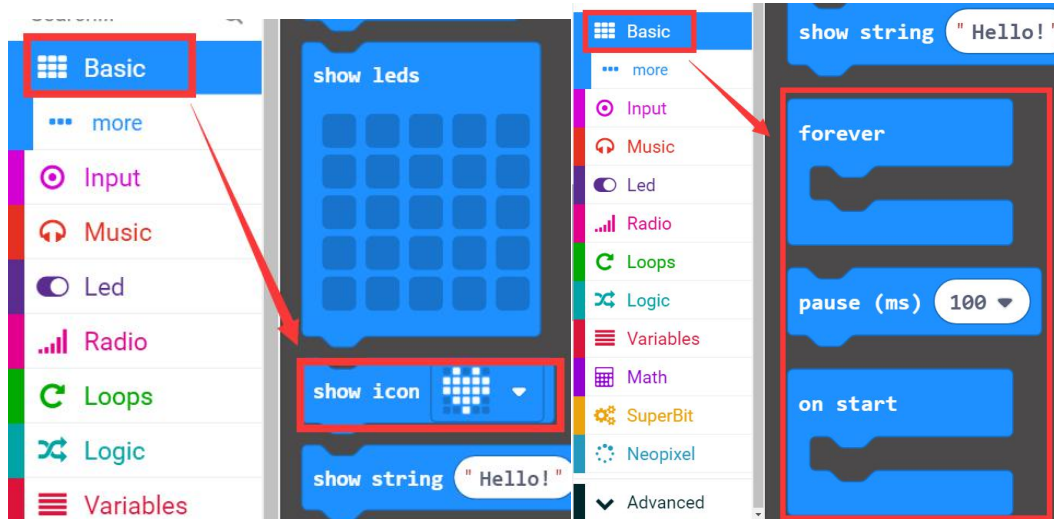 Basic
more
Input
Music
Led
Radio
Loops
Logic
Variables
show leds
show icon
show string "Hello!"
Basic
more
Input
Music
Led
Radio
Loops
Logic
Variables
Math
SuperBit
Neopixel
Advanced
show string "Hello!"
forever
pause (ms) 100
on start